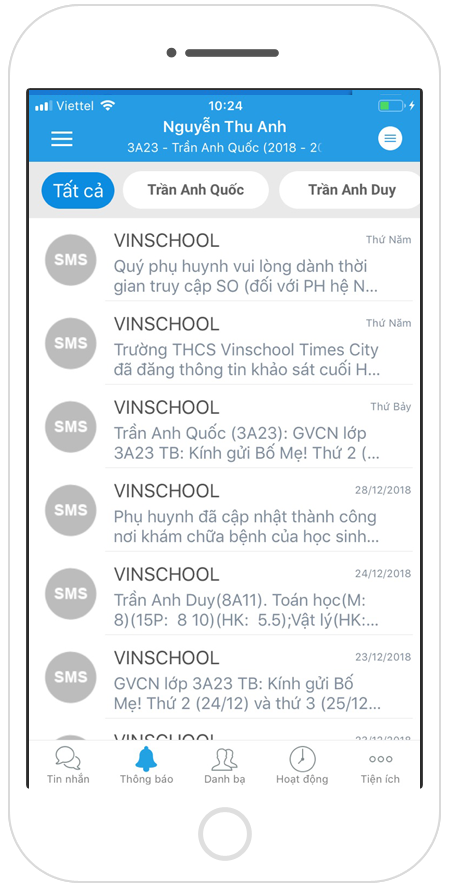 Viettel 10:24
Nguyễn Thu Anh
3A23 - Trần Anh Quốc (2018 - 20
Tất cả Trần Anh Quốc Trần Anh Duy
SMS VINSCHOOL Thứ Năm
Quý phụ huynh vui lòng dành thời
gian truy cập SO (đối với PH hệ N...
SMS VINSCHOOL Thứ Năm
Trường THCS Vinschool Times City
đã đăng thông tin khảo sát cuối H...
SMS VINSCHOOL Thứ Bảy
Trần Anh Quốc (3A23): GVCN lớp
3A23 TB: Kính gửi Bố Mẹ! Thứ 2 (...
SMS VINSCHOOL 28/12/2018
Phụ huynh đã cập nhật thành công
nơi khám chữa bệnh của học sinh...
SMS VINSCHOOL 24/12/2018
Trần Anh Duy(8A11). Toán học(M:
8)(15P: 8 10)(HK: 5.5);Vật lý(HK:...
SMS VINSCHOOL 23/12/2018
GVCN lớp 3A23 TB: Kính gửi Bố
Mẹ! Thứ 2 (24/12) và thứ 3 (25/12...
SMS VINSCHOOL 23/12/2018
Tin nhắn Thông báo Danh bạ Hoạt động Tiện ích